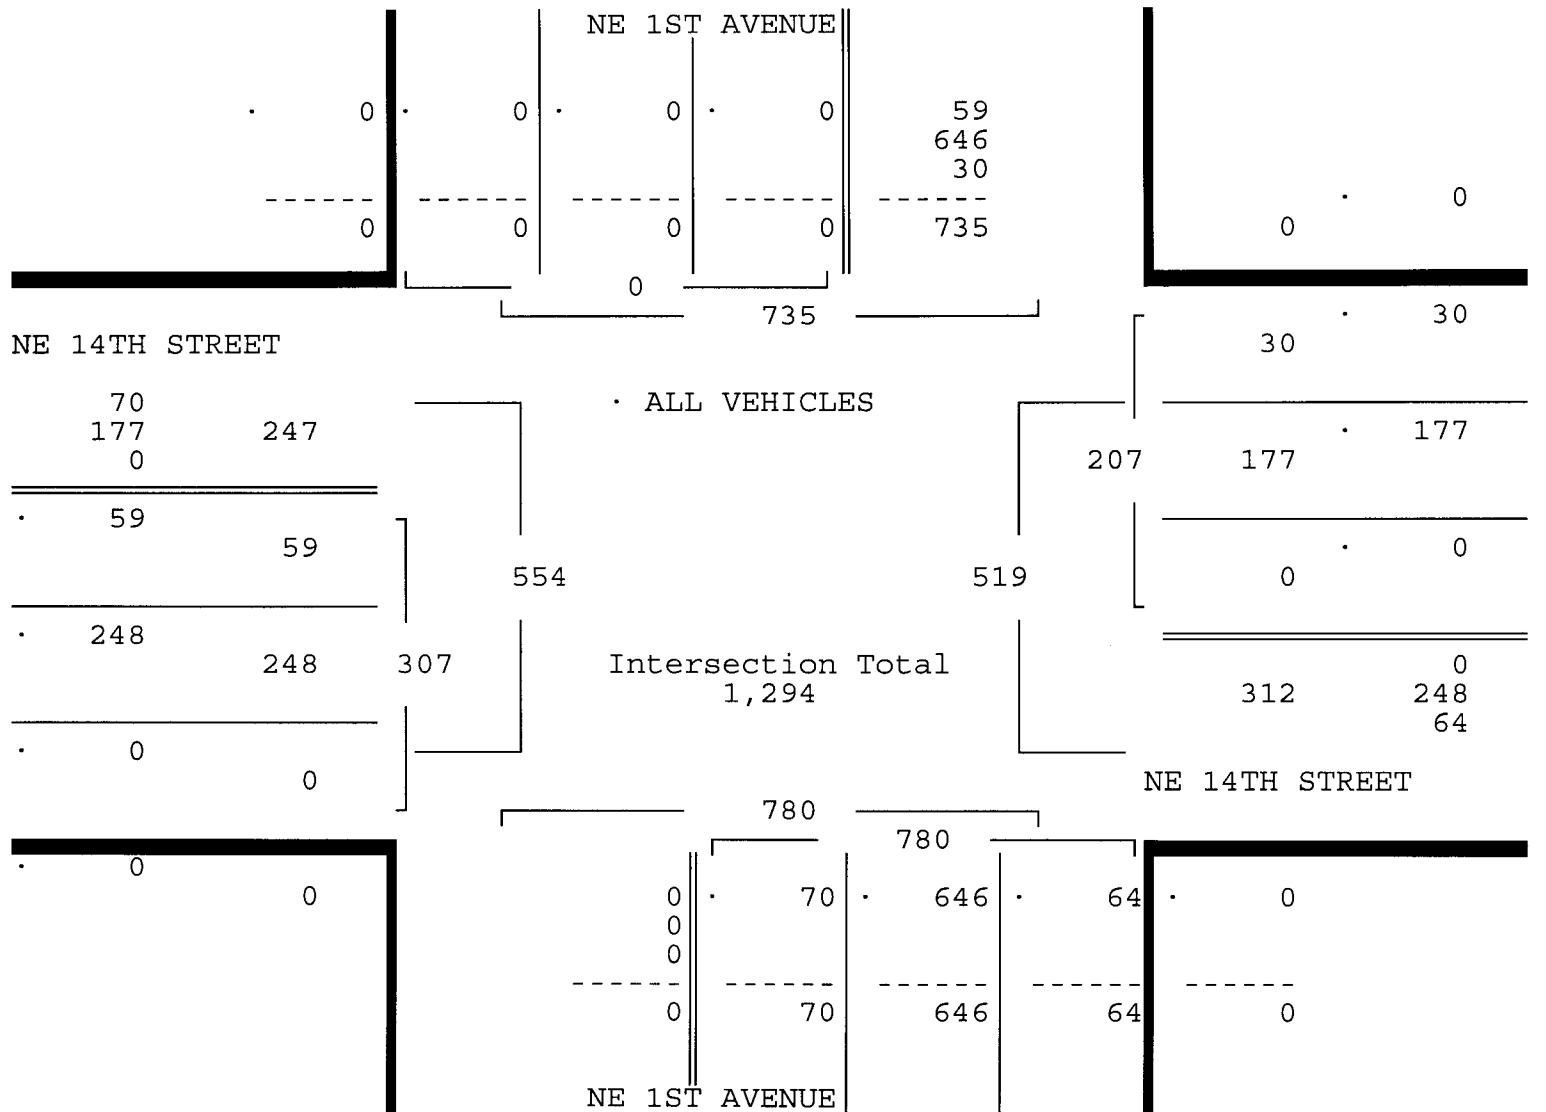 NE 1ST AVENUE
· 0 · 0 · 0 · 0 59
646
30
· 0
------ ------ ------ ------ ------
0 0 0 0 735 0
0
735 · 30
NE 14TH STREET 30
70 · ALL VEHICLES
177 247 · 177
0 207 177
· 59
59 · 0
554 519 0
· 248
248 307 Intersection Total 0
1,294 312 248
64
· 0
0 NE 14TH STREET
780
780
· 0
0 0 · 70 · 646 · 64 · 0
0
0
------ ------ ------ ------ ------
0 70 646 64 0
NE 1ST AVENUE